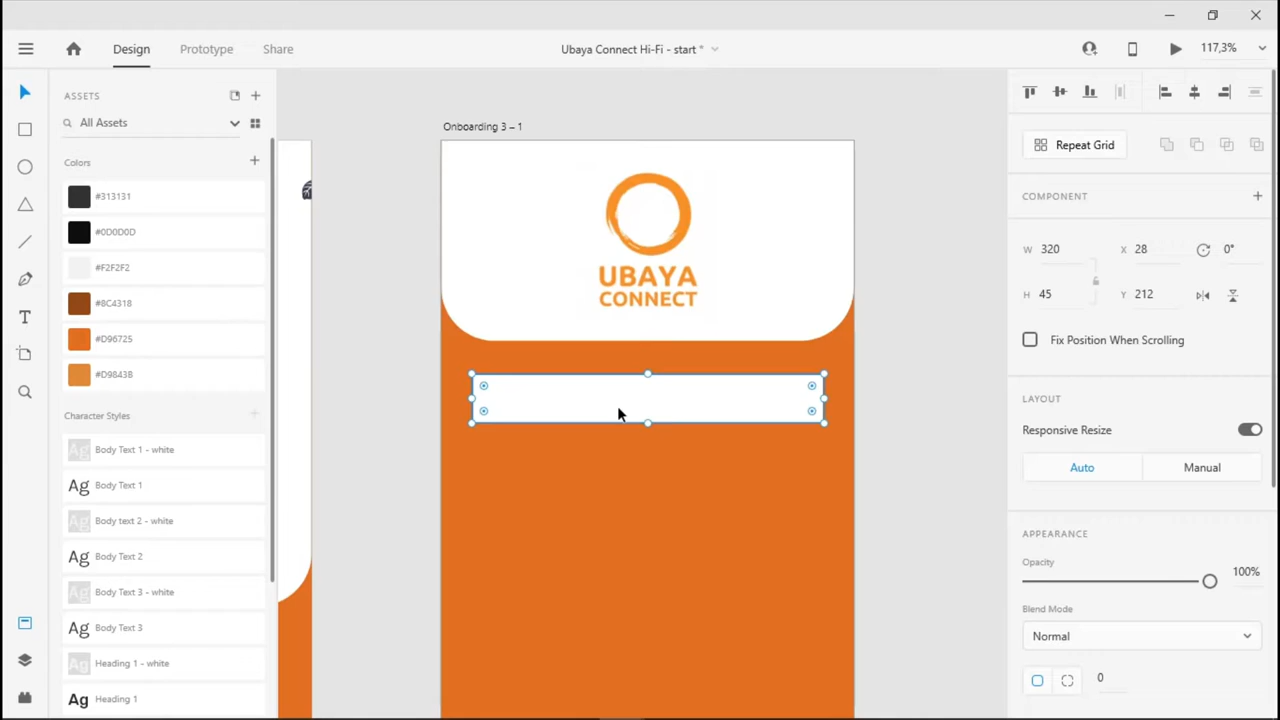 Design
Prototype
Share
Ubaya Connect Hi-Fi - start *
117,3%
ASSETS
All Assets
Colors
#313131
#0D0D0D
#F2F2F2
#8C4318
#D96725
#D9843B
Character Styles
Ag Body Text 1 - white
Ag Body Text 1
Ag Body text 2 - white
Ag Body Text 2
Ag Body Text 3 - white
Ag Body Text 3
Ag Heading 1 - white
Ag Heading 1
Onboarding 3 – 1
UBAYA
CONNECT
Repeat Grid
COMPONENT
W 320 X 28 0°
H 45 Y 212
Fix Position When Scrolling
LAYOUT
Responsive Resize
Auto Manual
APPEARANCE
Opacity
100%
Blend Mode
Normal
0